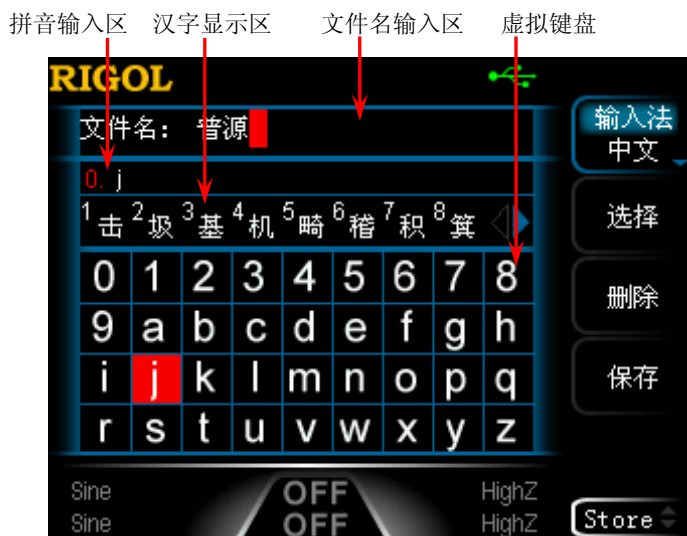 拼音输入区 汉字显示区 文件名输入区 虚拟键盘
RIGOL
文件名： 普源
输入法
中文
0. j
1击 2圾 3基 4机 5畸 6稽 7积 8箕
选择
0 1 2 3 4 5 6 7 8
删除
9 a b c d e f g h
i j k l m n o p q
保存
r s t u v w x y z
Sine OFF HighZ
Sine OFF HighZ
Store